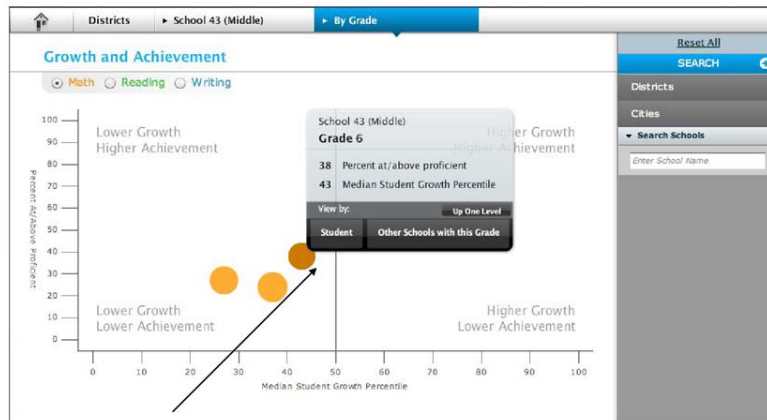 Districts ▸ School 43 (Middle) ▸ By Grade
Growth and Achievement
Math Reading Writing
Percent At/Above Proficient
100
90
80
70
60
50
40
30
20
10
0
Lower Growth
Higher Achievement
Higher Growth
Higher Achievement
School 43 (Middle)
Grade 6
38 Percent at/above proficient
43 Median Student Growth Percentile
View by:
Up One Level
Student
Other Schools with this Grade
Lower Growth
Lower Achievement
Higher Growth
Lower Achievement
0 10 20 30 40 50 60 70 80 90 100
Median Student Growth Percentile
Reset All
SEARCH
Districts
Cities
Search Schools
Enter School Name